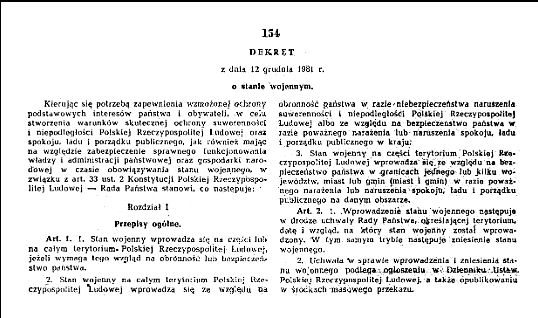 154
DEKRET
z dnia 12 grudnia 1981 r.
o stanie wojennym.
Kierując się potrzebą zapewnienia wzmożonej ochrony
podstawowych interesów państwa i obywateli, w celu
stworzenia warunków skutecznej ochrony suwerenności
i niepodległości Polskiej Rzeczypospolitej Ludowej oraz
spokoju, ładu i porządku publicznego, jak również mając
na względzie zabezpieczenie sprawnego funkcjonowania
władzy i administracji państwowej oraz gospodarki naro-
dowej w czasie obowiązywania stanu wojennego, w
związku z art. 33 ust. 2 Konstytucji Polskiej Rzeczypospo-
litej Ludowej — Rada Państwa stanowi, co następuje:
Rozdział I
Przepisy ogólne.
Art. 1. 1. Stan wojenny wprowadza się na części lub
na całym terytorium Polskiej Rzeczypospolitej Ludowej,
jeżeli wymaga tego wzgląd na obronność lub bezpieczeń-
stwo państwa.
2. Stan wojenny na całym terytorium Polskiej Rze-
czypospolitej Ludowej wprowadza się ze względu na
obronność państwa w razie niebezpieczeństwa naruszenia
suwerenności i niepodległości Polskiej Rzeczypospolitej
Ludowej albo ze względu na bezpieczeństwo państwa w
razie poważnego narażenia lub naruszenia spokoju, ładu
i porządku publicznego w kraju;
3. Stan wojenny na części terytorium Polskiej Rze-
czypospolitej Ludowej wprowadza się ze względu na bez-
pieczeństwo państwa w granicach jednego lub kilku wo-
jewództw, miast lub gmin (miast i gmin) w razie poważ-
nego narażenia lub naruszenia spokoju, ładu i porządku
publicznego na danym obszarze.
Art. 2. 1. Wprowadzenie stanu wojennego następuje
w drodze uchwały Rady Państwa, określającej terytorium,
datę i wzgląd, na który stan wojenny został wprowa-
dzony. W tym samym trybie następuje zniesienie stanu
wojennego.
2. Uchwała w sprawie wprowadzenia i zniesienia sta-
nu wojennego podlega ogłoszeniu w Dzienniku Ustaw
Polskiej Rzeczypospolitej Ludowej, a także opublikowaniu
w środkach masowego przekazu.